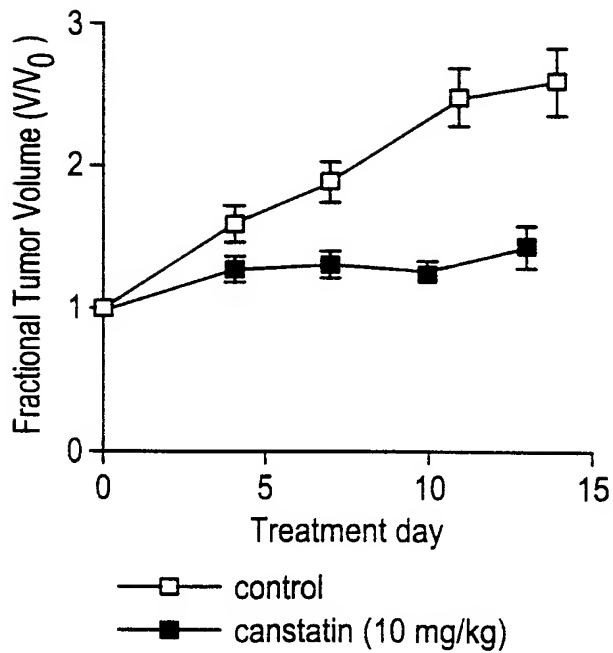 Fractional Tumor Volume (V/V0)
3
2
1
0
0 5 10 15
Treatment day
control
canstatin (10 mg/kg)